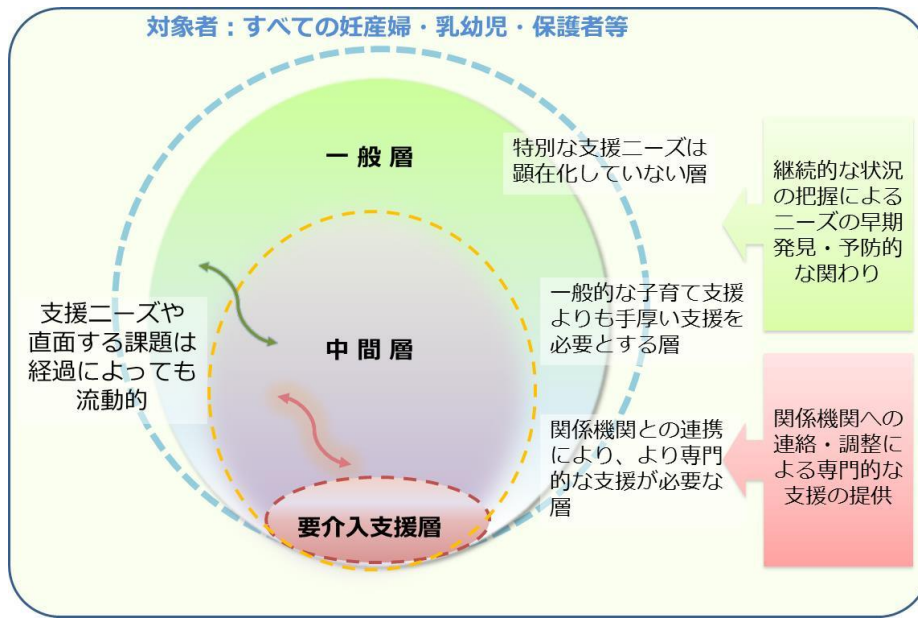 対象者：すべての妊産婦・乳幼児・保護者等
一 般 層
特別な支援ニーズは
顕在化していない層
継続的な状況
の把握による
ニーズの早期
発見・予防的
な関わり
支援ニーズや
直面する課題は
経過によっても
流動的
中 間 層
一般的な子育て支援
よりも手厚い支援を
必要とする層
要介入支援層
関係機関との連携
により、より専門
的な支援が必要な
層
関係機関への
連絡・調整に
よる専門的な
支援の提供